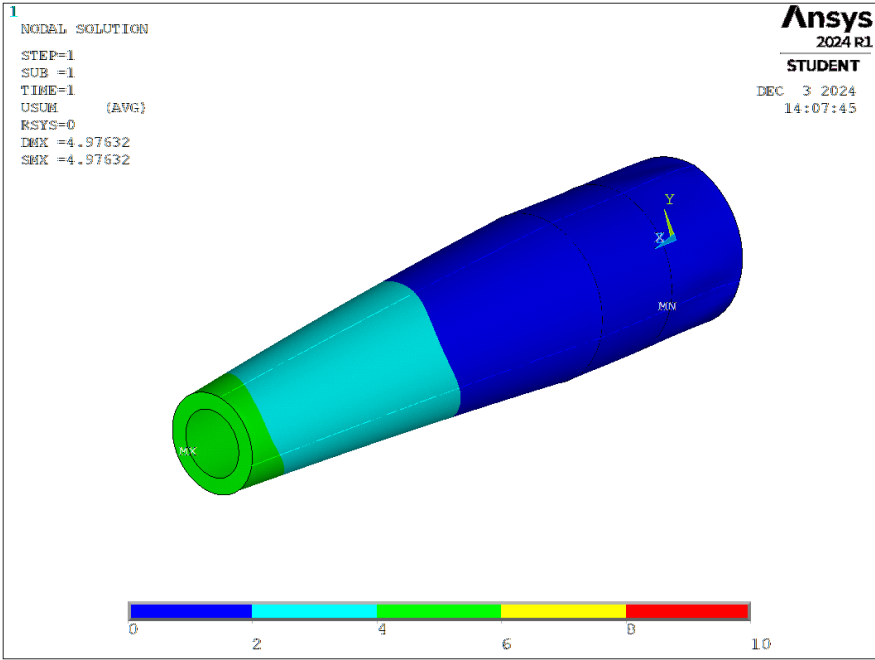 1
NODAL SOLUTION
STEP=1
SUB =1
TIME=1
USUM (AVG)
RSYS=0
DMX =4.97632
SMX =4.97632
Ansys
2024 R1
STUDENT
DEC 3 2024
14:07:45
Y
X
MN
MX
0
2
4
6
8
10